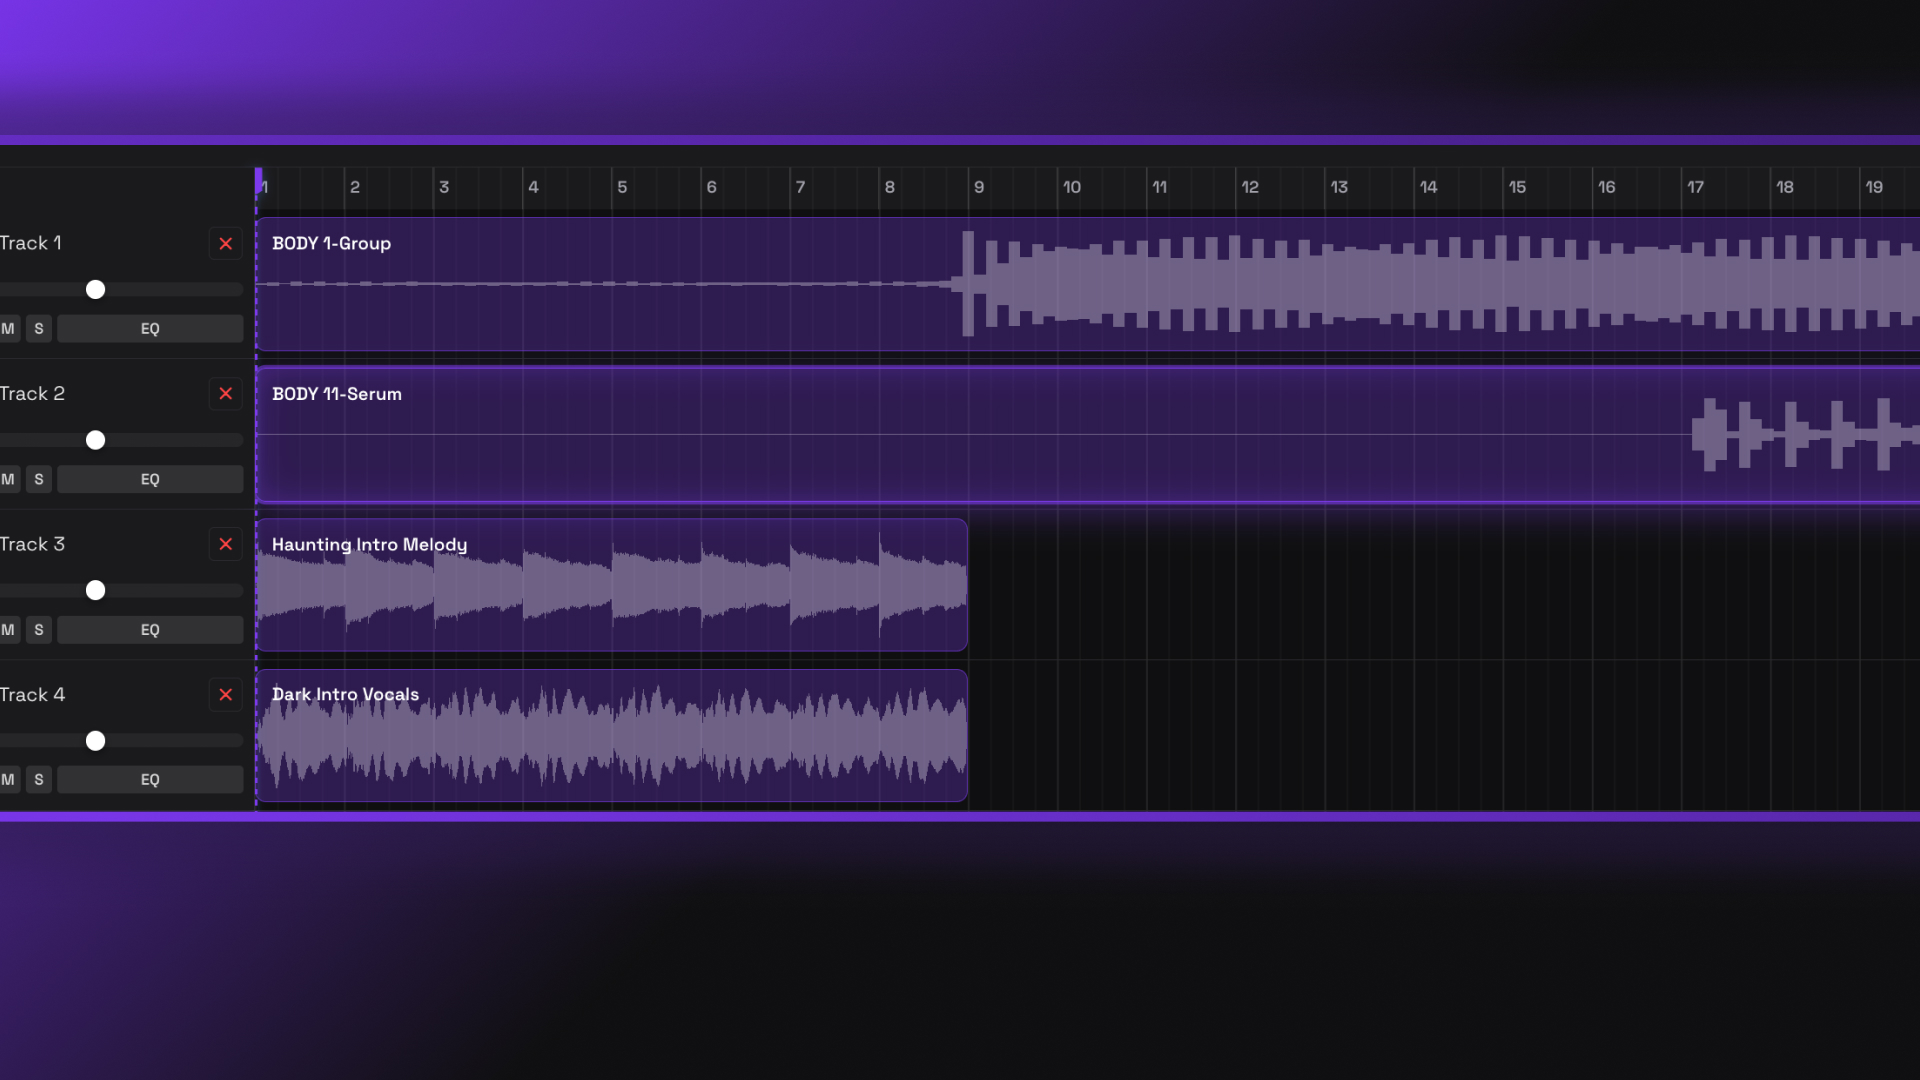 1 2 3 4 5 6 7 8 9 10 11 12 13 14 15 16 17 18 19
Track 1
BODY 1-Group
M S EQ
Track 2
BODY 11-Serum
M S EQ
Track 3
Haunting Intro Melody
M S EQ
Track 4
Dark Intro Vocals
M S EQ